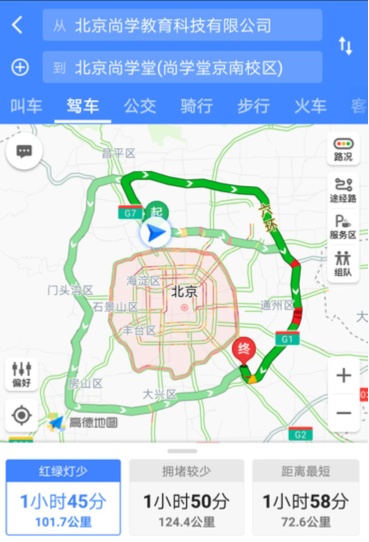 从 北京尚学教育科技有限公司
到 北京尚学堂(尚学堂京南校区)
叫车 驾车 公交 骑行 步行 火车 客
昌平区
路况
六环
途经路
G7
起
服务区
组队
海淀区
北京
门头沟区
石景山区
通州区
丰台区
G1
终
偏好
房山区
大兴区
高德地图
G2
红绿灯少 拥堵较少 距离最短
1小时45分 1小时50分 1小时58分
101.7公里 124.4公里 72.6公里